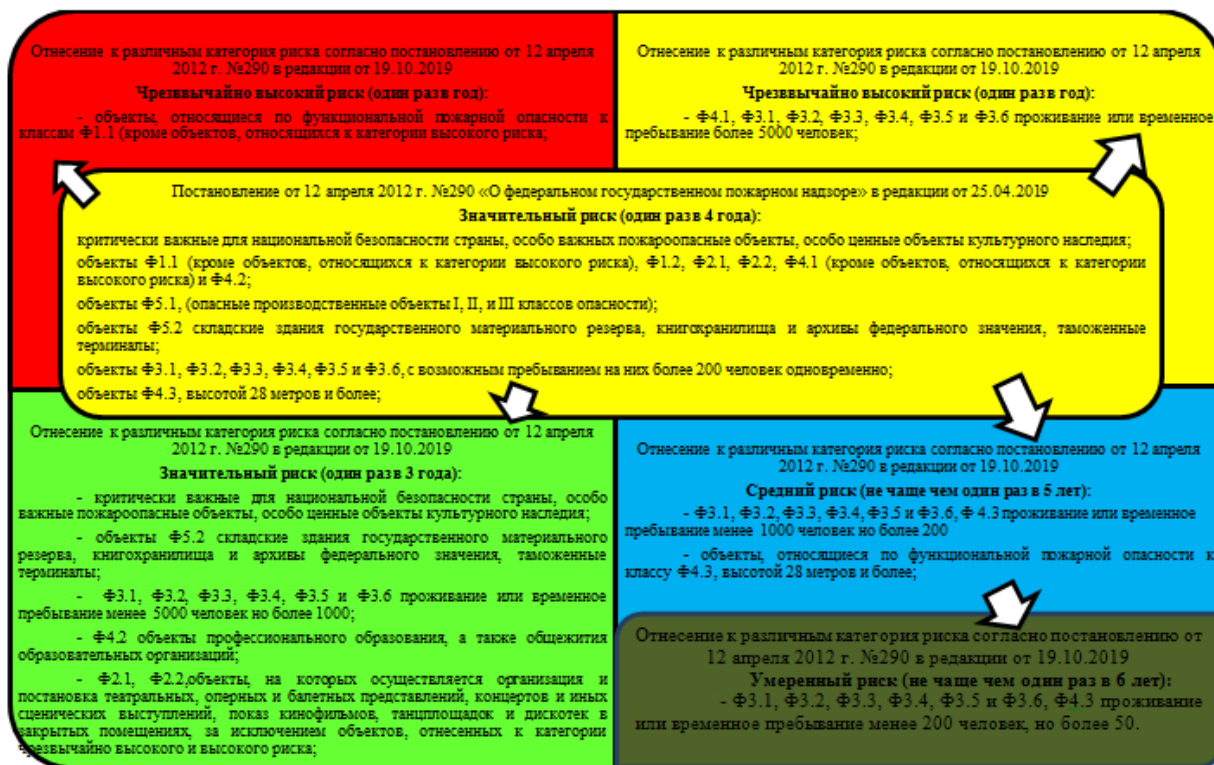 Отнесение к различным категория риска согласно постановлению от 12 апреля
2012 г. №290 в редакции от 19.10.2019
Чрезввычайно высокий риск (один раз в год):
- объекты, относящиеся по функциональной пожарной опасности к
классам Ф1.1 (кроме объектов, относящихся к категории высокого риска;
Отнесение к различным категория риска согласно постановлению от 12 апреля
2012 г. №290 в редакции от 19.10.2019
Чрезввычайно высокий риск (один раз в год):
- Ф4.1, Ф3.1, Ф3.2, Ф3.3, Ф3.4, Ф3.5 и Ф3.6 проживание или временное
пребывание более 5000 человек;
Постановление от 12 апреля 2012 г. №290 «О федеральном государственном пожарном надзоре» в редакции от 25.04.2019
Значительный риск (один раз в 4 года):
критически важные для национальной безопасности страны, особо важных пожароопасные объекты, особо ценные объекты культурного наследия;
объекты Ф1.1 (кроме объектов, относящихся к категории высокого риска), Ф1.2, Ф2.1, Ф2.2, Ф4.1 (кроме объектов, относящихся к категории
высокого риска) и Ф4.2;
объекты Ф5.1, (опасные производственные объекты I, II, и III классов опасности);
объекты Ф5.2 складские здания государственного материального резерва, книгохранилища и архивы федерального значения, таможенные
терминалы;
объекты Ф3.1, Ф3.2, Ф3.3, Ф3.4, Ф3.5 и Ф3.6, с возможным пребыванием на них более 200 человек одновременно;
объекты Ф4.3, высотой 28 метров и более;
Отнесение к различным категория риска согласно постановлению от 12 апреля
2012 г. №290 в редакции от 19.10.2019
Значительный риск (один раз в 3 года):
- критически важные для национальной безопасности страны, особо
важные пожароопасные объекты, особо ценные объекты культурного наследия;
- объекты Ф5.2 складские здания государственного материального
резерва, книгохранилища и архивы федерального значения, таможенные
терминалы;
- Ф3.1, Ф3.2, Ф3.3, Ф3.4, Ф3.5 и Ф3.6 проживание или временное
пребывание менее 5000 человек но более 1000;
- Ф4.2 объекты профессионального образования, а также общежития
образовательных организаций;
- Ф2.1, Ф2.2,объекты, на которых осуществляется организация и
постановка театральных, оперных и балетных представлений, концертов и иных
сценических выступлений, показ кинофильмов, танцплощадок и дискотек в
закрытых помещениях, за исключением объектов, отнесенных к категории
чрезвычайно высокого и высокого риска;
Отнесение к различным категория риска согласно постановлению от 12 апреля
2012 г. №290 в редакции от 19.10.2019
Средний риск (не чаще чем один раз в 5 лет):
- Ф3.1, Ф3.2, Ф3.3, Ф3.4, Ф3.5 и Ф3.6, Ф 4.3 проживание или временное
пребывание менее 1000 человек но более 200
- объекты, относящиеся по функциональной пожарной опасности к
классу Ф4.3, высотой 28 метров и более;
Отнесение к различным категория риска согласно постановлению от
12 апреля 2012 г. №290 в редакции от 19.10.2019
Умеренный риск (не чаще чем один раз в 6 лет):
- Ф3.1, Ф3.2, Ф3.3, Ф3.4, Ф3.5 и Ф3.6, Ф4.3 проживание
или временное пребывание менее 200 человек, но более 50.